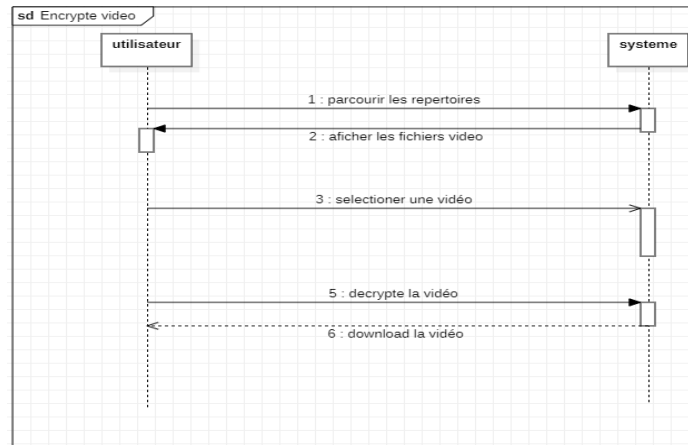 sd Encrypte video
utilisateur
systeme
1 : parcourir les repertoires
2 : aficher les fichiers video
3 : selectioner une vidéo
5 : decrypte la vidéo
6 : download la vidéo